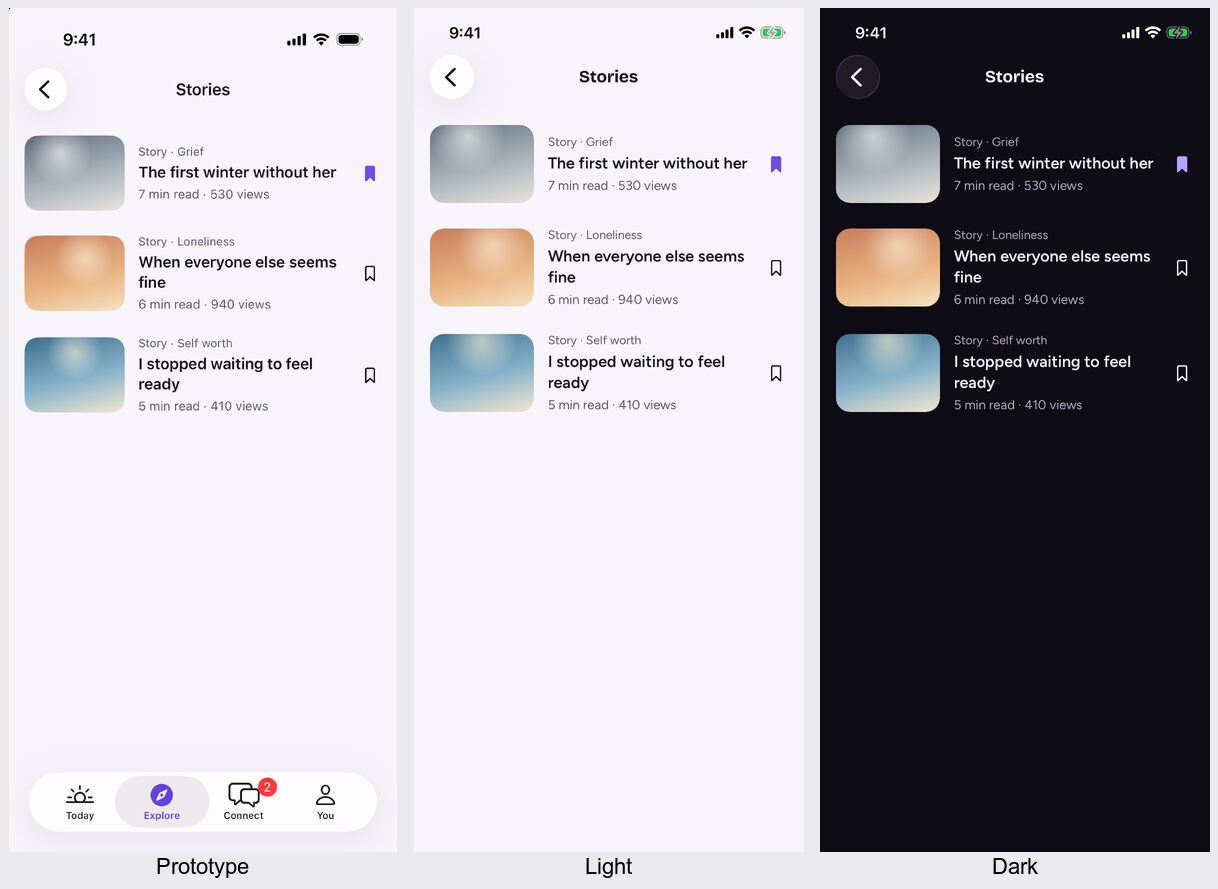 9:41
Stories
Story · Grief
The first winter without her
7 min read · 530 views
Story · Loneliness
When everyone else seems
fine
6 min read · 940 views
Story · Self worth
I stopped waiting to feel
ready
5 min read · 410 views
Today
Explore
Connect
2
You
Prototype
9:41
Stories
Story · Grief
The first winter without her
7 min read · 530 views
Story · Loneliness
When everyone else seems
fine
6 min read · 940 views
Story · Self worth
I stopped waiting to feel
ready
5 min read · 410 views
Light
9:41
Stories
Story · Grief
The first winter without her
7 min read · 530 views
Story · Loneliness
When everyone else seems
fine
6 min read · 940 views
Story · Self worth
I stopped waiting to feel
ready
5 min read · 410 views
Dark